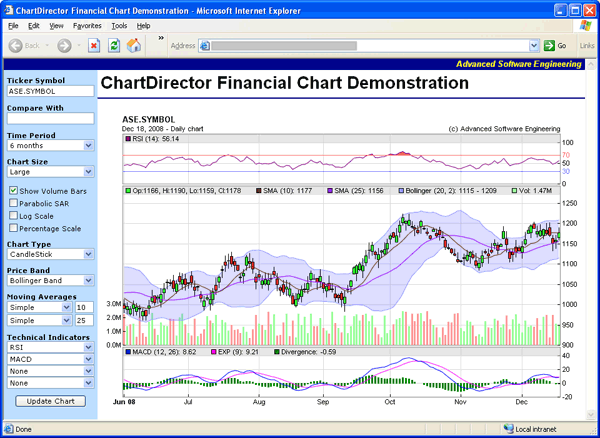 ChartDirector Financial Chart Demonstration - Microsoft Internet Explorer
File Edit View Favorites Tools Help
Back Address Go Links
Advanced Software Engineering
Ticker Symbol
ASE.SYMBOL
Compare With
Time Period
6 months
Chart Size
Large
Show Volume Bars
Parabolic SAR
Log Scale
Percentage Scale
Chart Type
CandleStick
Price Band
Bollinger Band
Moving Averages
Simple 10
Simple 25
Technical Indicators
RSI
MACD
None
None
Update Chart
ChartDirector Financial Chart Demonstration
ASE.SYMBOL
Dec 18, 2008 - Daily chart (c) Advanced Software Engineering
RSI (14): 56.14
100
70
50
30
0
Op:1166, Hi:1190, Lo:1159, Cl:1178 SMA (10): 1177 SMA (25): 1156 Bollinger (20, 2): 1115 - 1209 Vol: 1.47M
1250
1200
1150
1100
1050
1000
950
900
3.0M
2.0M
1.0M
0.0M
MACD (12, 26): 8.62 EXP (9): 9.21 Divergence: -0.59
40
20
0
-20
Jun 08 Jul Aug Sep Oct Nov Dec
Done Local intranet